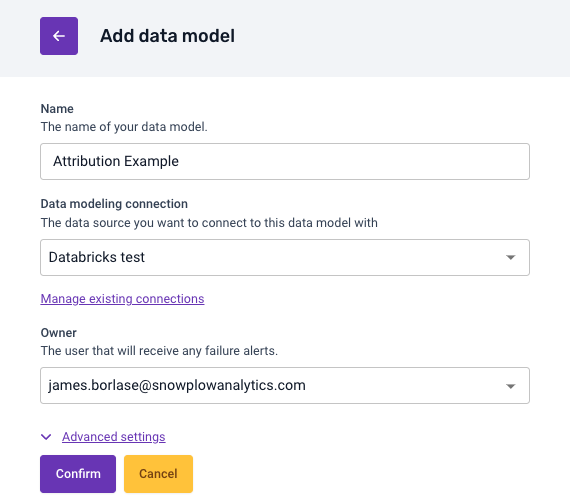 Add data model
Name
The name of your data model.
Attribution Example
Data modeling connection
The data source you want to connect to this data model with
Databricks test
Manage existing connections
Owner
The user that will receive any failure alerts.
james.borlase@snowplowanalytics.com
Advanced settings
Confirm Cancel